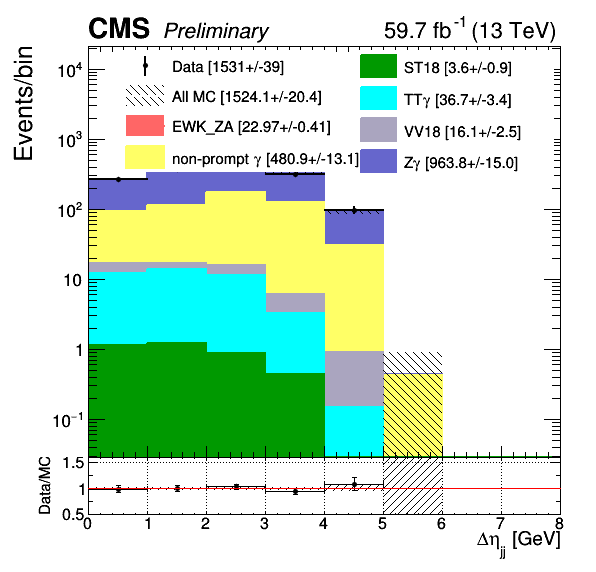 CMS Preliminary 59.7 fb⁻¹ (13 TeV)
Events/bin
Data [1531+/-39]
All MC [1524.1+/-20.4]
EWK_ZA [22.97+/-0.41]
non-prompt γ [480.9+/-13.1]
ST18 [3.6+/-0.9]
TTγ [36.7+/-3.4]
VV18 [16.1+/-2.5]
Zγ [963.8+/-15.0]
10⁴
10³
10²
10
1
10⁻¹
Data/MC
1.5
1
0.5
0 1 2 3 4 5 6 7 8
Δη_jj [GeV]